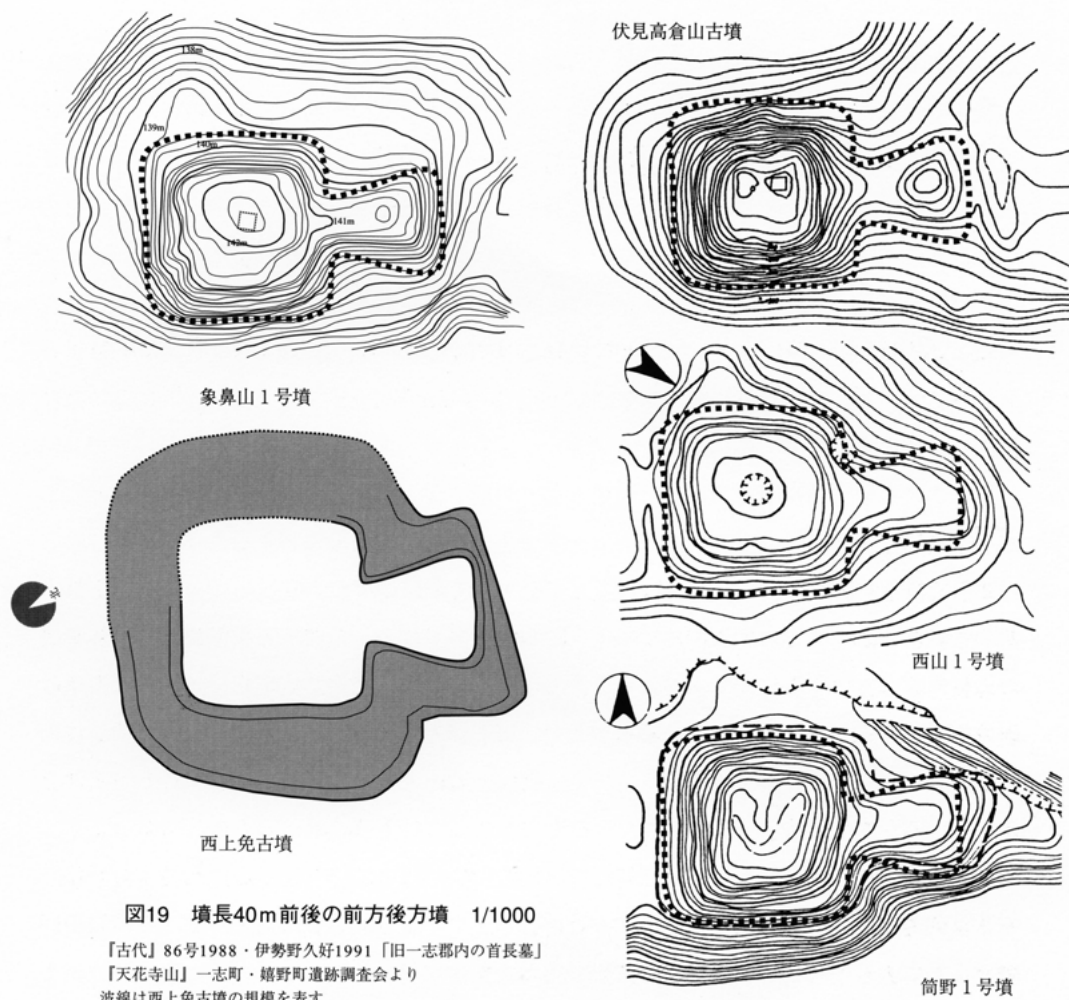 伏見高倉山古墳
138m
139m
140m
141m
142m
象鼻山1号墳
西山1号墳
西上免古墳
図19 墳長40m前後の前方後方墳 1/1000
『古代』86号1988・伊勢野久好1991「旧一志郡内の首長墓」
『天花寺山』一志町・嬉野町遺跡調査会より
波線は西上免古墳の規模を表す
筒野1号墳